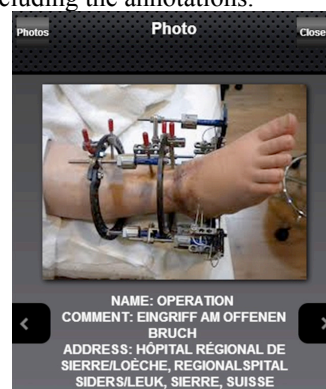 cluding the annotations.
Photos
Photo
Close
NAME: OPERATION
COMMENT: EINGRIFF AM OFFENEN
BRUCH
ADDRESS: HÔPITAL RÉGIONAL DE
SIERRE/LOÈCHE, REGIONALSPITAL
SIDERS/LEUK, SIERRE, SUISSE